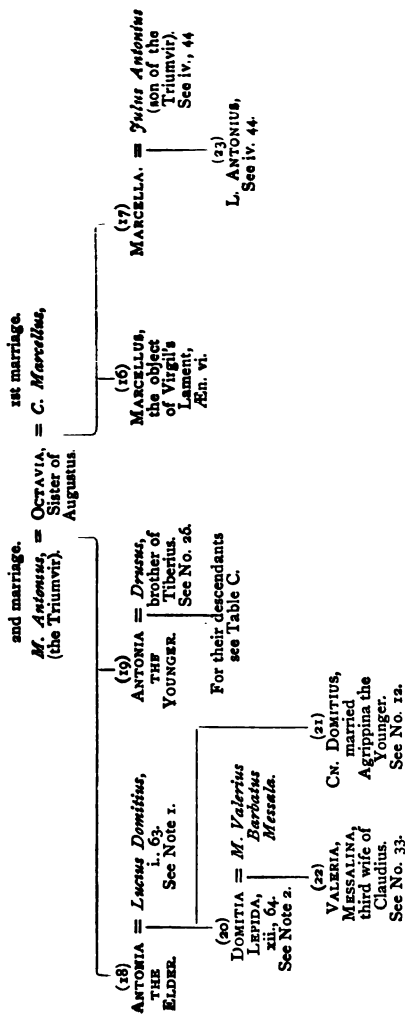 2nd marriage.
1st marriage.
M. Antonius, = OCTAVIA, = C. Marcellus,
(the Triumvir).
Sister of
Augustus.
(18)
ANTONIA = Lucius Domitius,
THE
ELDER.
i. 63.
See Note 1.
(19)
ANTONIA = Drusus,
THE
YOUNGER.
brother of
Tiberius.
See No. 26.
(16)
MARCELLUS,
the object
of Virgil's
Lament,
Æn. vi.
(17)
MARCELLA. = Julus Antonius
(son of the
Triumvir).
See iv., 44
For their descendants
see Table C.
(23)
L. ANTONIUS,
See iv. 44.
(20)
DOMITIA = M. Valerius
LEPIDA,
xii., 64.
See Note 2.
Barbatus
Messala.
(21)
CN. DOMITIUS,
married
Agrippina the
Younger.
See No. 12.
(22)
VALERIA,
MESSALINA,
third wife of
Claudius.
See No. 33.